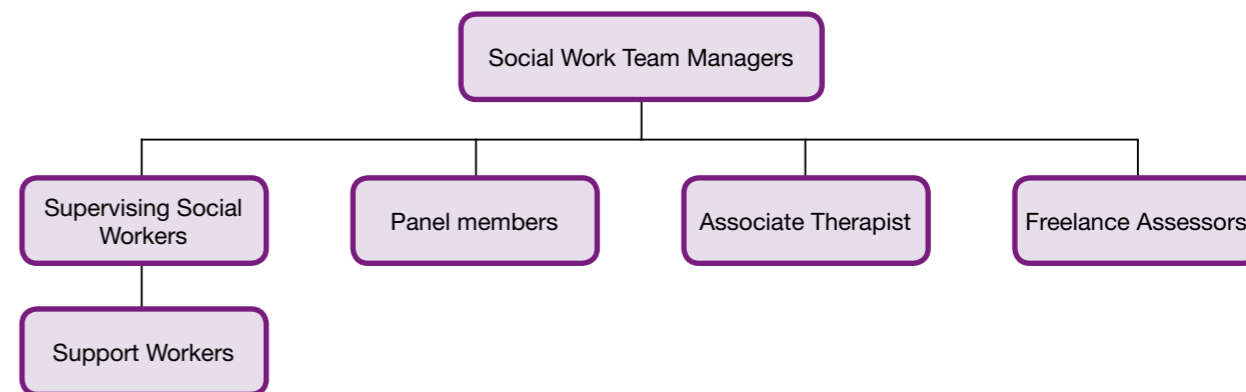 Social Work Team Managers
Supervising Social
Workers
Panel members
Associate Therapist
Freelance Assessors
Support Workers